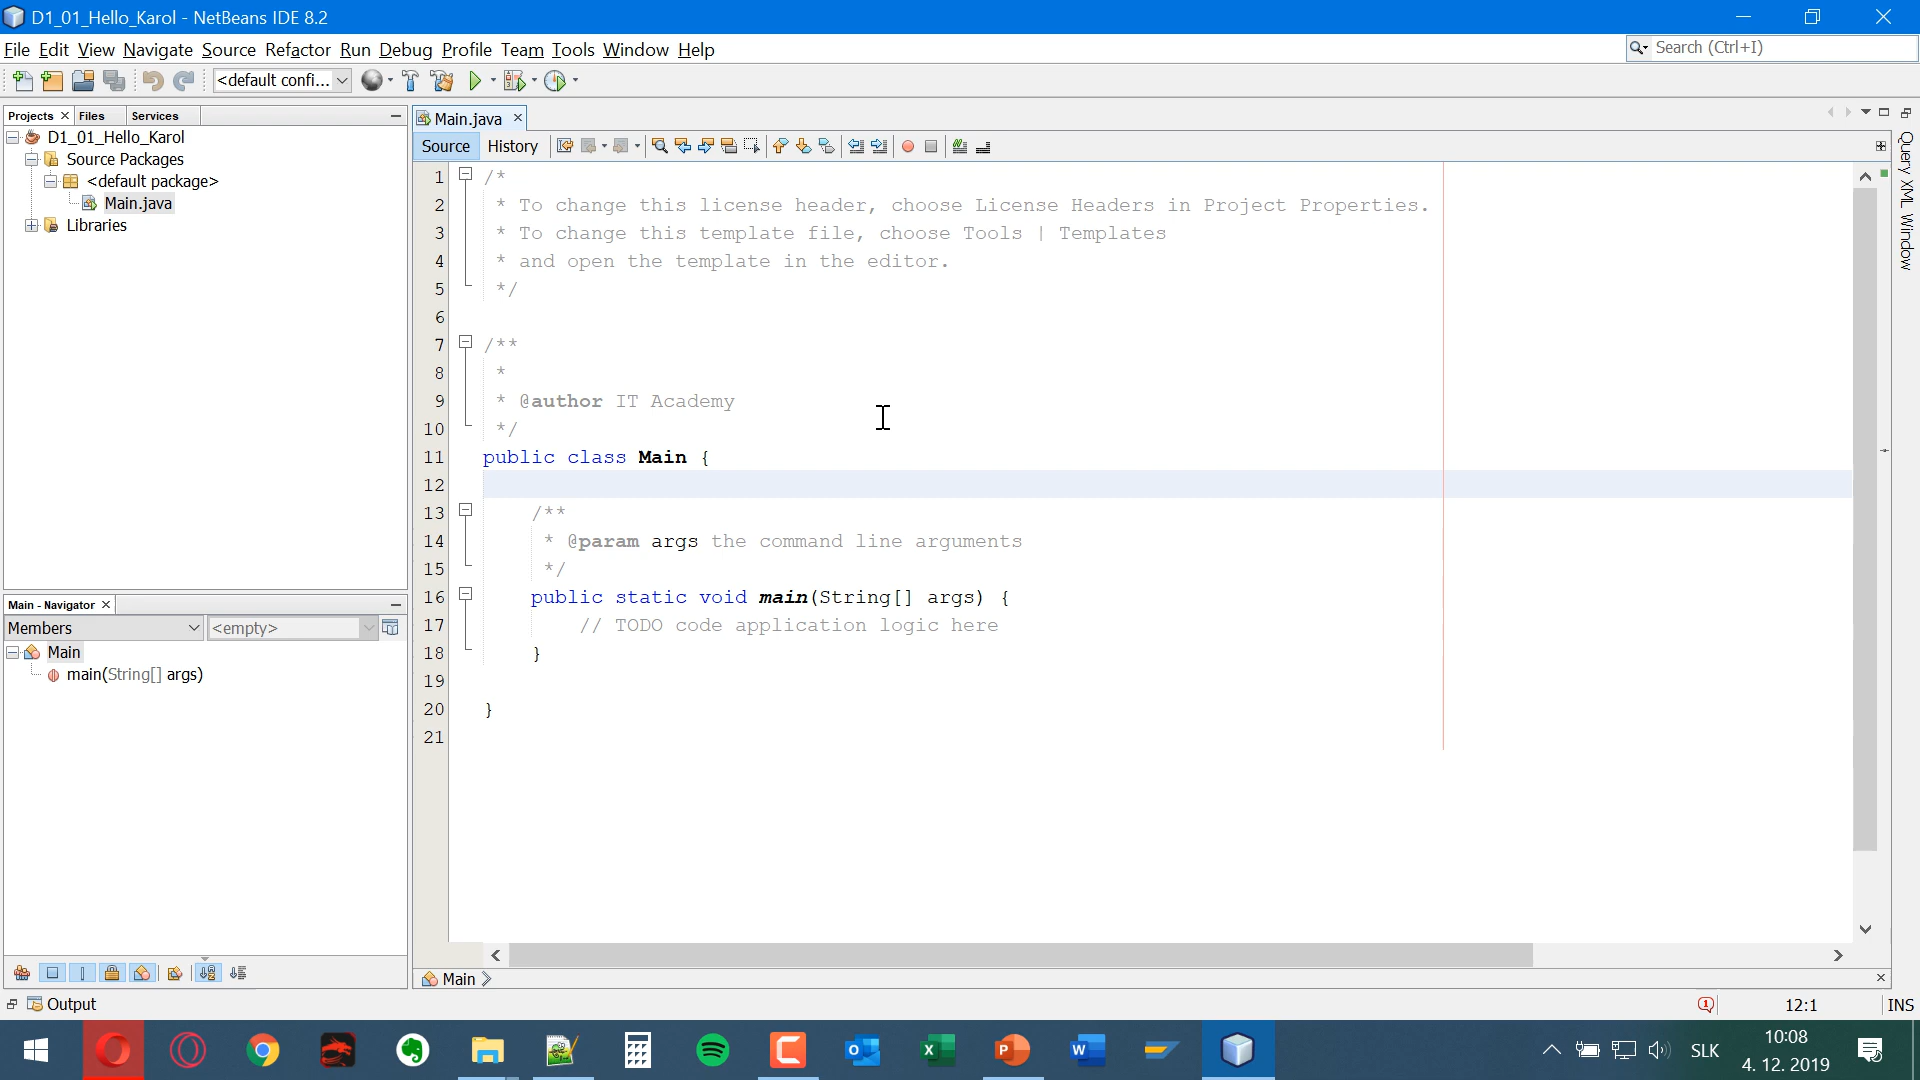 D1_01_Hello_Karol - NetBeans IDE 8.2
File Edit View Navigate Source Refactor Run Debug Profile Team Tools Window Help
Search (Ctrl+I)
<default confi...
Projects Files Services
D1_01_Hello_Karol
Source Packages
<default package>
Main.java
Libraries
Main - Navigator
Members <empty>
Main
main(String[] args)
Main.java
Source History
1 /*
2 * To change this license header, choose License Headers in Project Properties.
3 * To change this template file, choose Tools | Templates
4 * and open the template in the editor.
5 */
6
7 /**
8 *
9 * @author IT Academy
10 */
11 public class Main {
12
13 /**
14 * @param args the command line arguments
15 */
16 public static void main(String[] args) {
17 // TODO code application logic here
18 }
19
20 }
21
Query XML Window
Main
Output
12:1 INS
SLK
10:08
4. 12. 2019